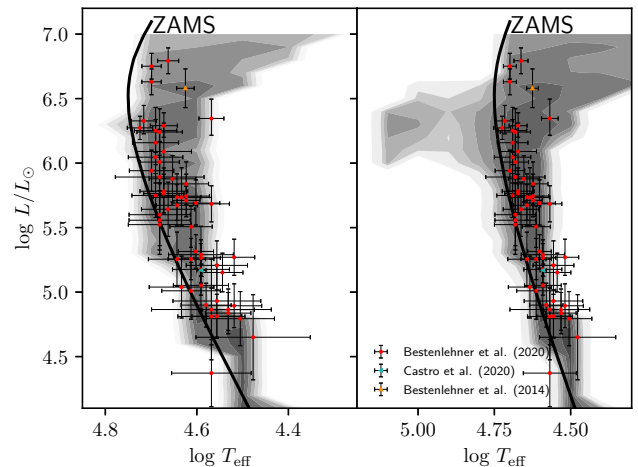 ZAMS
ZAMS
7.0
6.5
6.0
5.5
5.0
4.5
log L/L⊙
4.8
4.6
4.4
5.00
4.75
4.50
log T_eff
log T_eff
Bestenlehner et al. (2020)
Castro et al. (2020)
Bestenlehner et al. (2014)